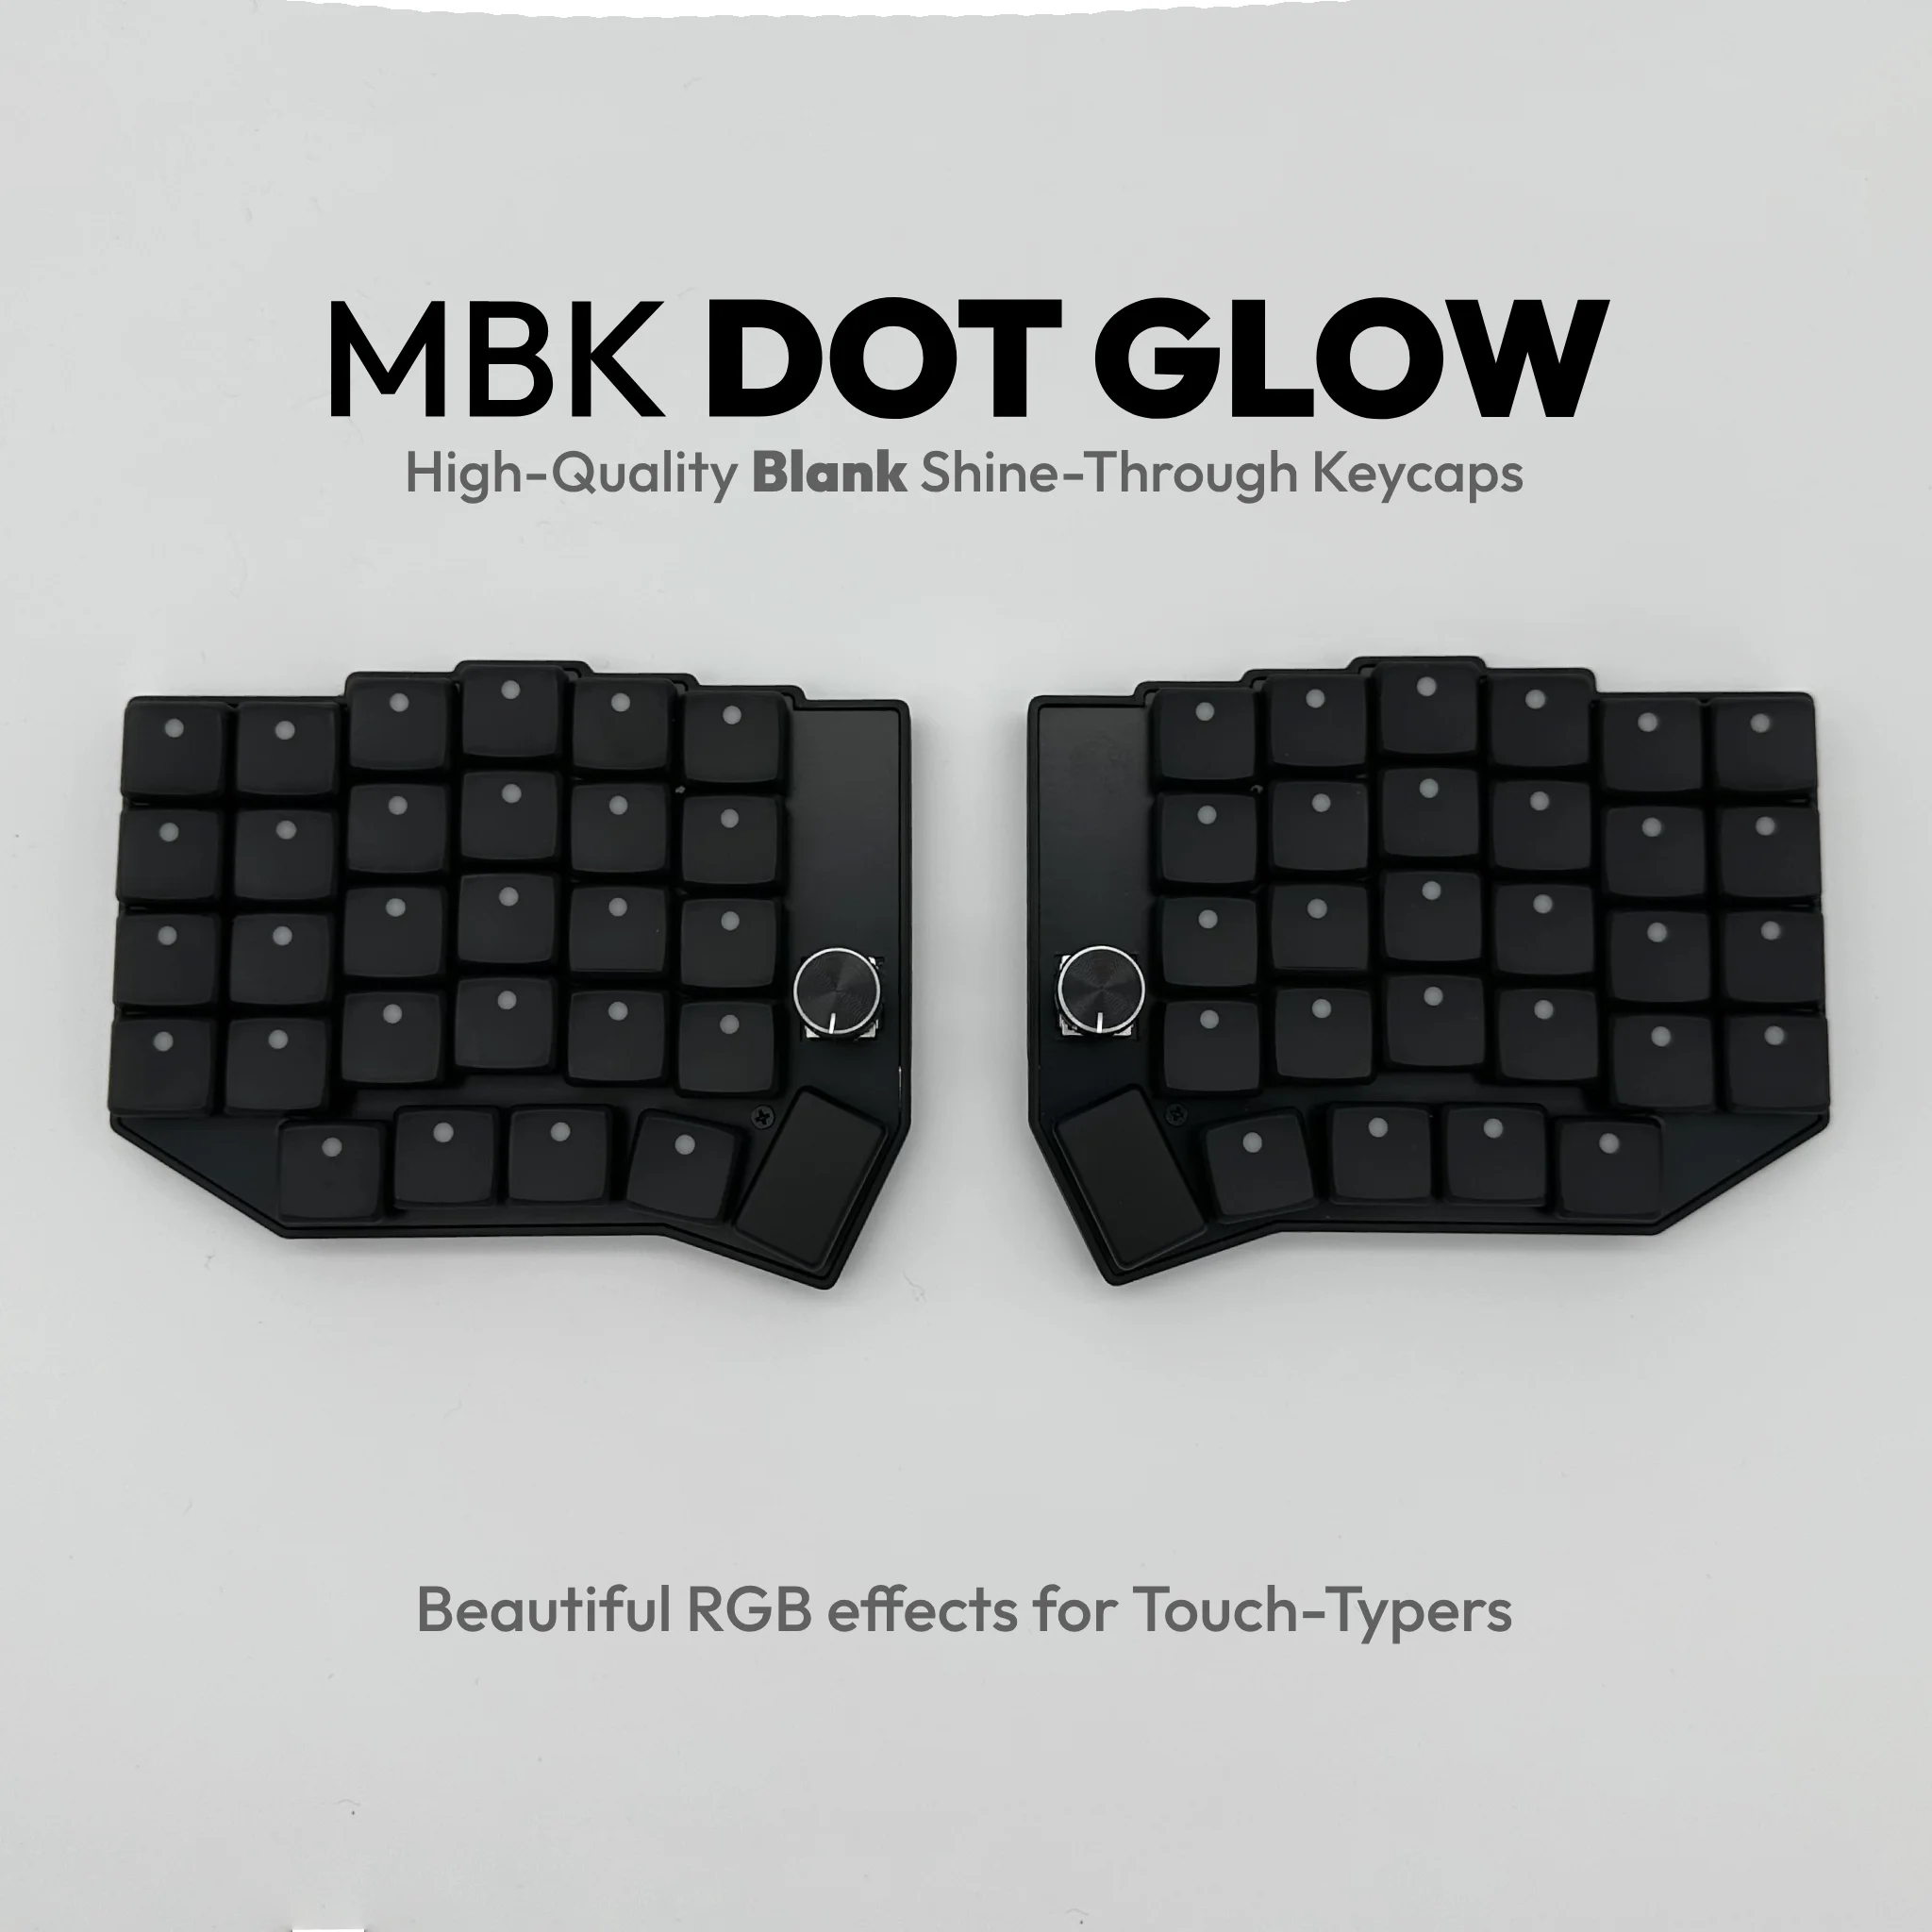 MBK DOT GLOW
High-Quality Blank Shine-Through Keycaps
Beautiful RGB effects for Touch-Typers